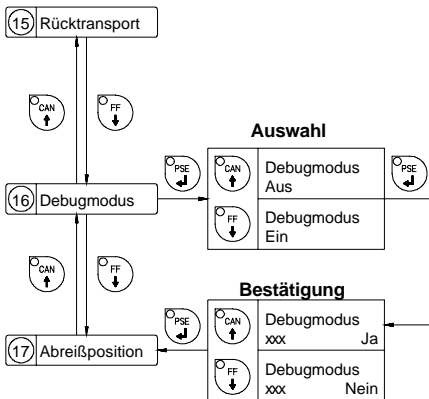 15 Rücktransport
CAN FF
Auswahl
PSE CAN Debugmodus PSE
Aus
16 Debugmodus
FF Debugmodus
Ein
CAN FF
Bestätigung
PSE CAN Debugmodus
xxx Ja
17 Abreißposition
FF Debugmodus
xxx Nein